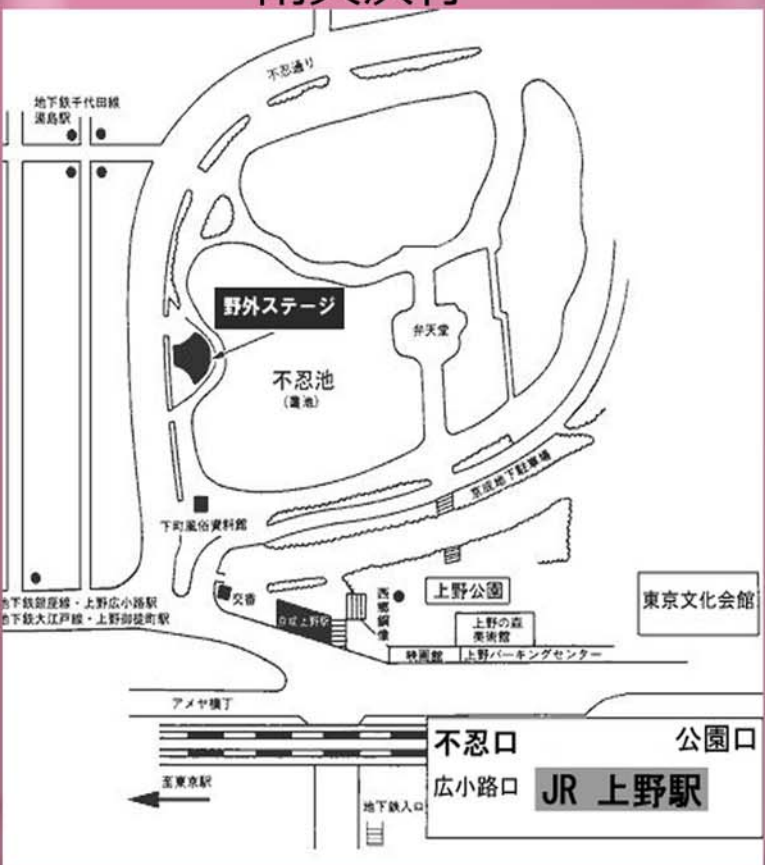 不忍通り
地下鉄千代田線
湯島駅
野外ステージ
弁天堂
不忍池
京成地下駐車場
下町風俗資料館
地下鉄銀座線・上野広小路駅
地下鉄大江戸線・上野御徒町駅
交番
京成上野駅
西郷銅像
上野公園
上野の森
美術館
東京文化会館
映画館
上野パーキングセンター
アメヤ横丁
不忍口
公園口
広小路口
JR 上野駅
至東京駅
地下鉄入口